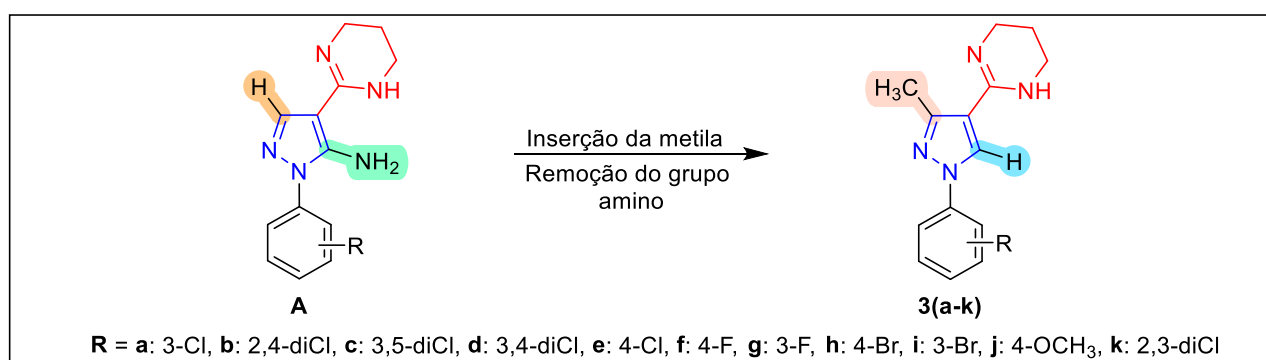 N
H
NH
N
NH₂
N
R
A
Inserção da metila
Remoção do grupo
amino
N
H₃C
NH
N
H
N
R
3(a-k)
R = a: 3-Cl, b: 2,4-diCl, c: 3,5-diCl, d: 3,4-diCl, e: 4-Cl, f: 4-F, g: 3-F, h: 4-Br, i: 3-Br, j: 4-OCH₃, k: 2,3-diCl